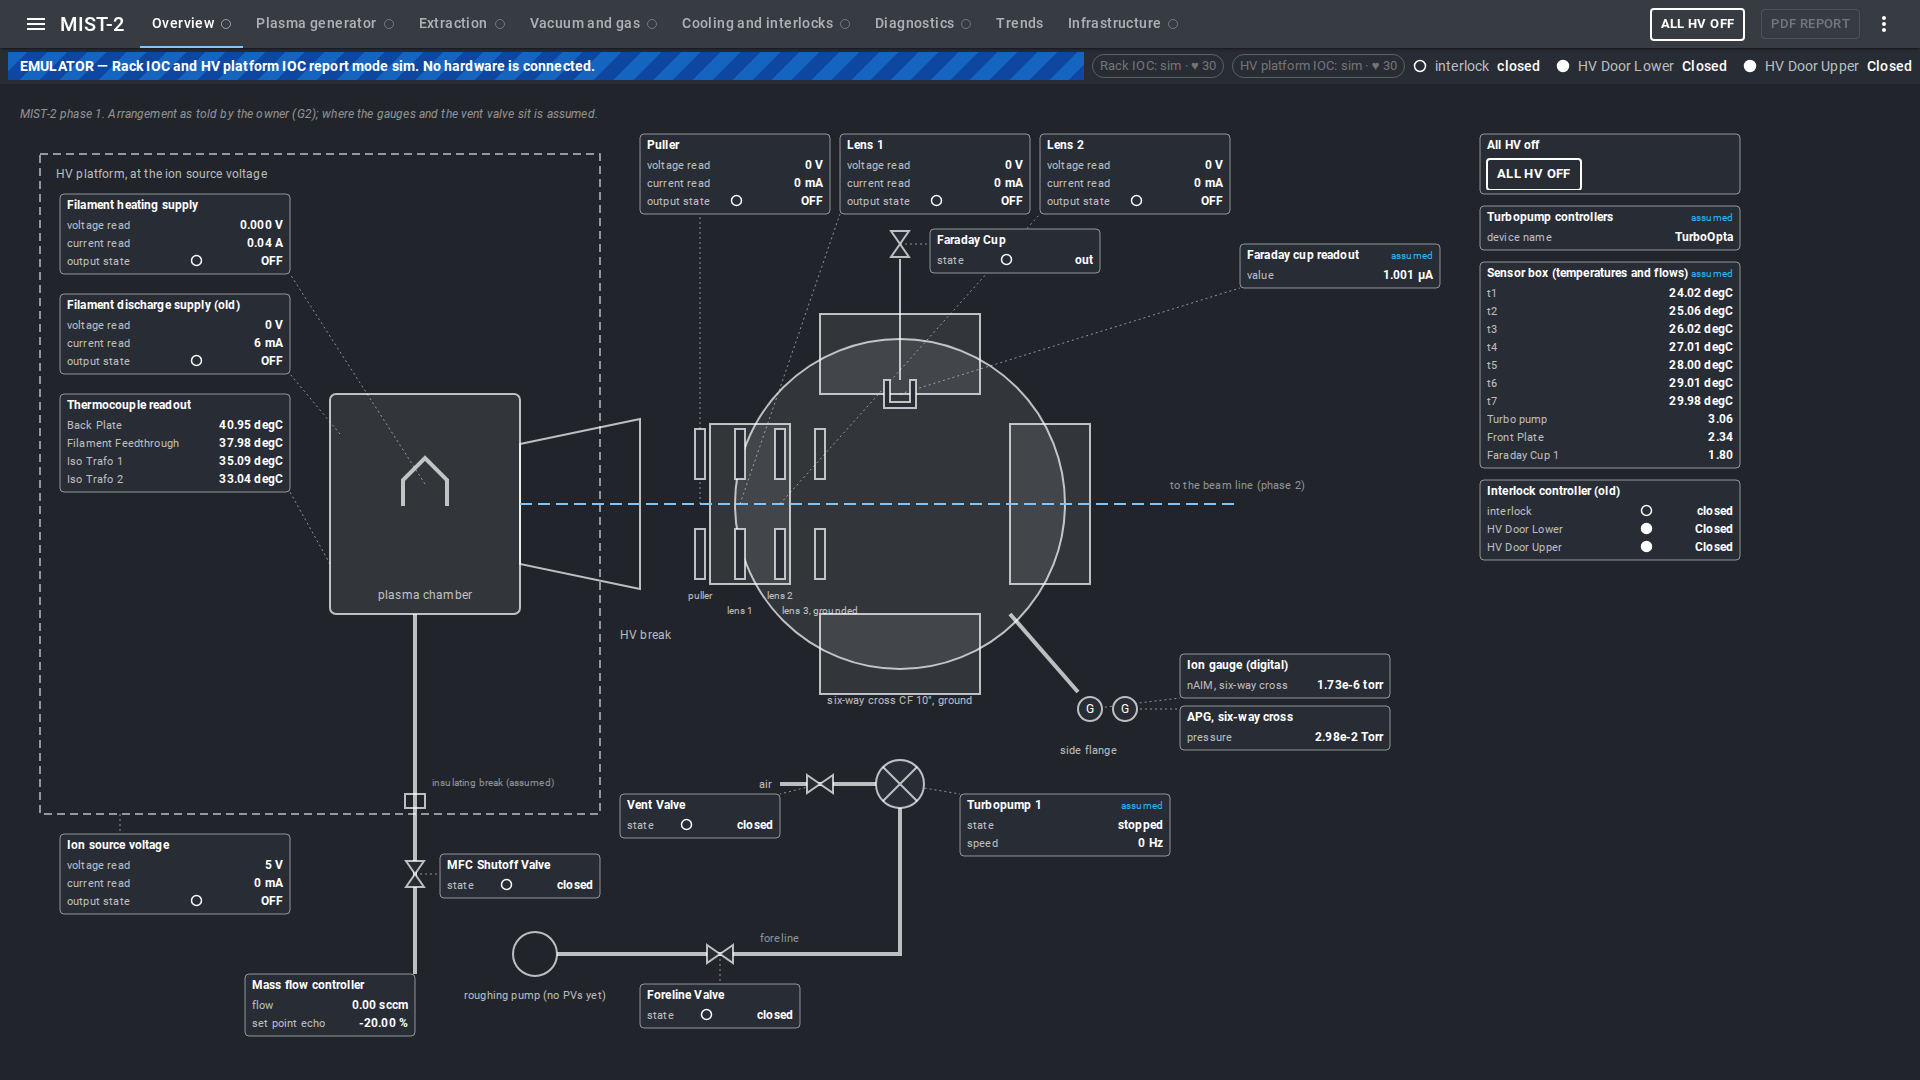 MIST-2
Overview
Plasma generator
Extraction
Vacuum and gas
Cooling and interlocks
Diagnostics
Trends
Infrastructure
ALL HV OFF
PDF REPORT
EMULATOR — Rack IOC and HV platform IOC report mode sim. No hardware is connected.
Rack IOC: sim · ♥ 30
HV platform IOC: sim · ♥ 30
interlock closed
HV Door Lower Closed
HV Door Upper Closed
MIST-2 phase 1. Arrangement as told by the owner (G2); where the gauges and the vent valve sit is assumed.
HV platform, at the ion source voltage
Filament heating supply
voltage read 0.000 V
current read 0.04 A
output state OFF
Filament discharge supply (old)
voltage read 0 V
current read 6 mA
output state OFF
Thermocouple readout
Back Plate 40.95 degC
Filament Feedthrough 37.98 degC
Iso Trafo 1 35.09 degC
Iso Trafo 2 33.04 degC
plasma chamber
insulating break (assumed)
Ion source voltage
voltage read 5 V
current read 0 mA
output state OFF
MFC Shutoff Valve
state closed
Mass flow controller
flow 0.00 sccm
set point echo -20.00 %
Puller
voltage read 0 V
current read 0 mA
output state OFF
Lens 1
voltage read 0 V
current read 0 mA
output state OFF
Lens 2
voltage read 0 V
current read 0 mA
output state OFF
Faraday Cup
state out
Faraday cup readout assumed
value 1.001 µA
to the beam line (phase 2)
puller
lens 1
lens 2
lens 3, grounded
HV break
six-way cross CF 10", ground
G
G
side flange
Ion gauge (digital)
nAIM, six-way cross 1.73e-6 torr
APG, six-way cross
pressure 2.98e-2 Torr
air
Vent Valve
state closed
Turbopump 1 assumed
state stopped
speed 0 Hz
foreline
roughing pump (no PVs yet)
Foreline Valve
state closed
All HV off
ALL HV OFF
Turbopump controllers assumed
device name TurboOpta
Sensor box (temperatures and flows) assumed
t1 24.02 degC
t2 25.06 degC
t3 26.02 degC
t4 27.01 degC
t5 28.00 degC
t6 29.01 degC
t7 29.98 degC
Turbo pump 3.06
Front Plate 2.34
Faraday Cup 1 1.80
Interlock controller (old)
interlock closed
HV Door Lower Closed
HV Door Upper Closed